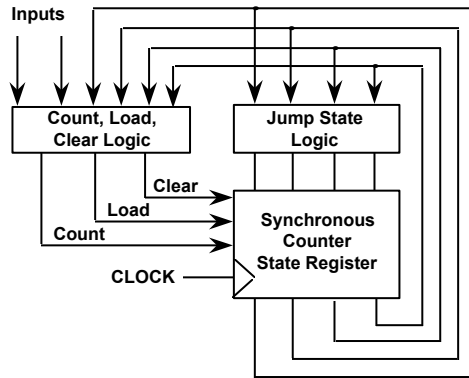 Inputs
Count, Load,
Clear Logic
Jump State
Logic
Clear
Load
Count
Synchronous
Counter
State Register
CLOCK